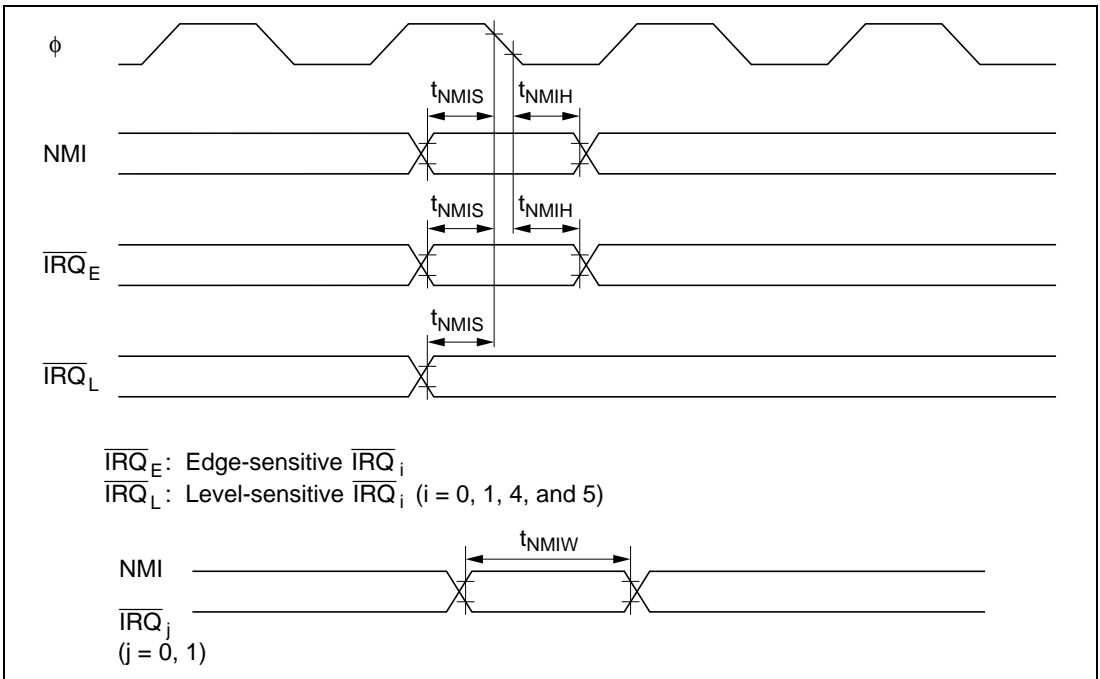 ϕ
tNMIS tNMIH
NMI
tNMIS tNMIH
IRQE
tNMIS
IRQL
IRQE: Edge-sensitive IRQi
IRQL: Level-sensitive IRQi (i = 0, 1, 4, and 5)
tNMIW
NMI
IRQj
(j = 0, 1)